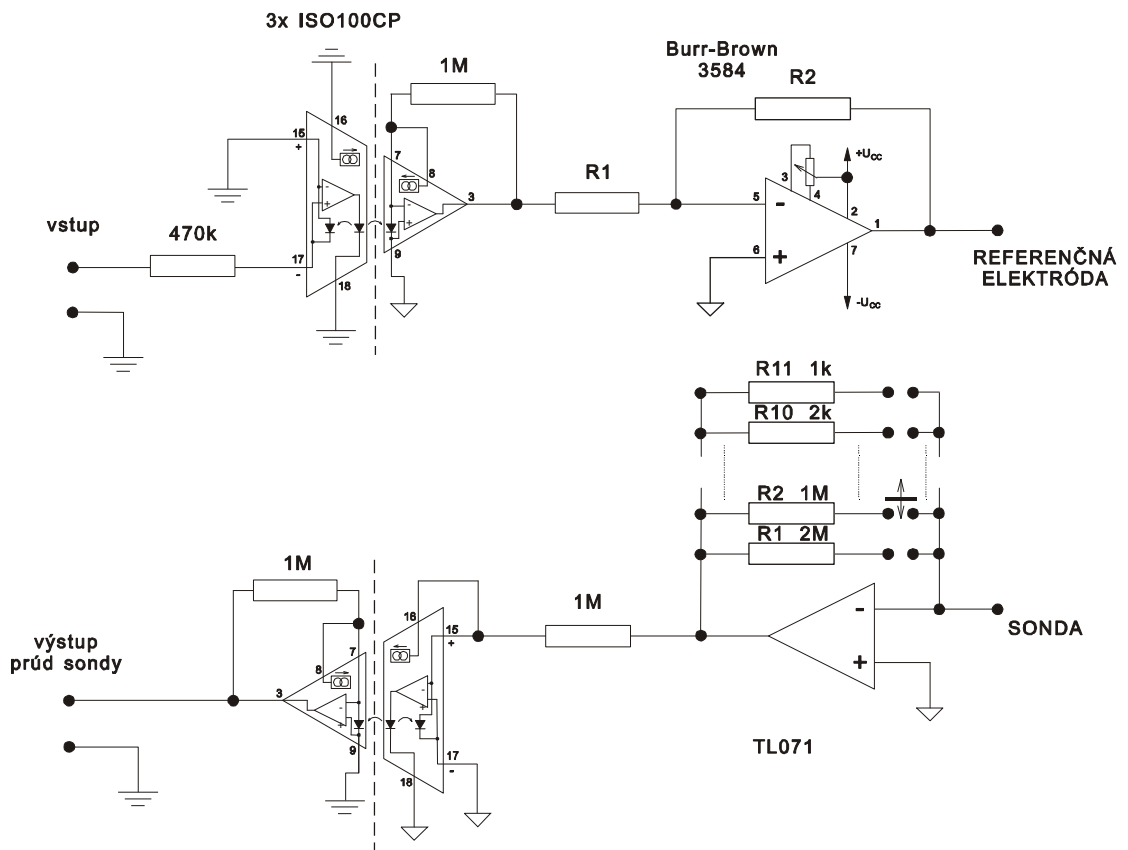 3x ISO100CP
1M
Burr-Brown
3584
R2
16
15
+
7
8
3
-
+
-
+
R1
3
4
+Ucc
5
-
2
1
6
+
7
-Ucc
REFERENČNÁ
ELEKTRÓDA
vstup
470k
17
-
18
9
R11 1k
R10 2k
R2 1M
R1 2M
1M
16
15
+
1M
-
+
SONDA
výstup
prúd sondy
8
7
3
-
+
9
-
+
17
-
18
TL071